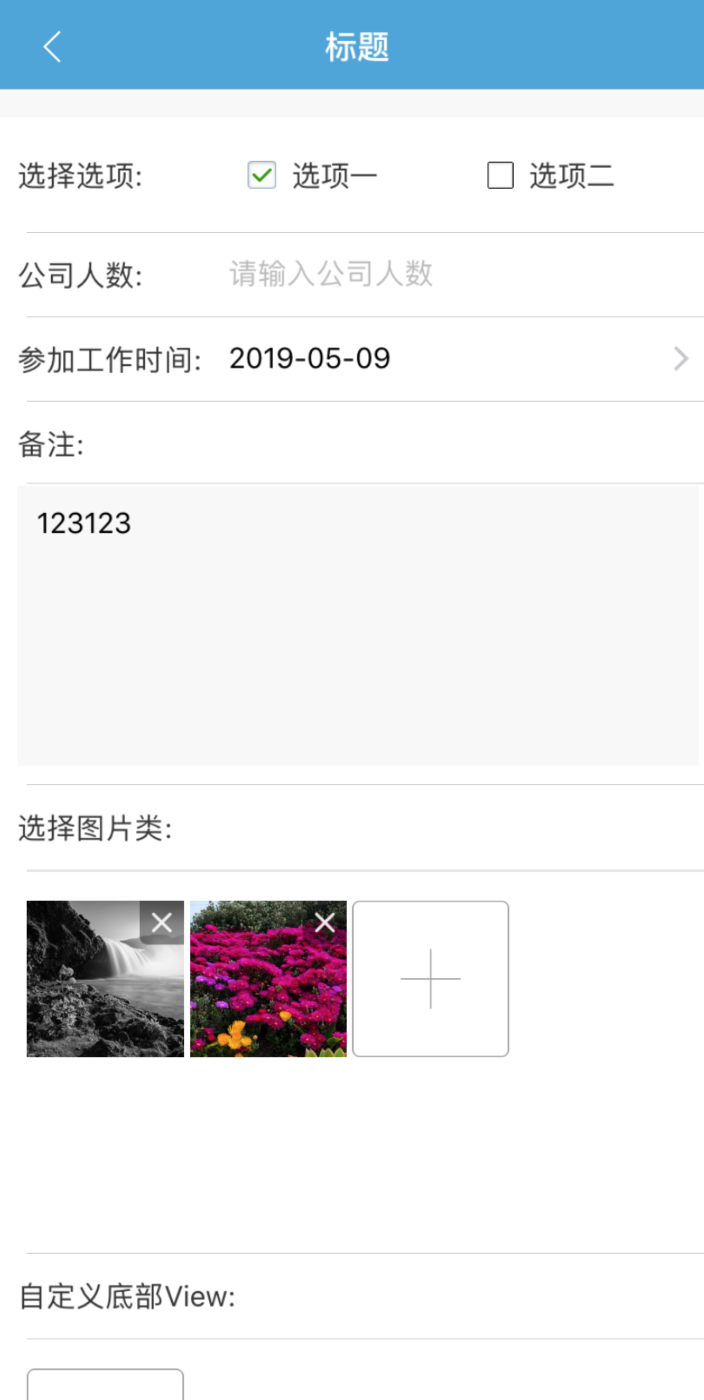 标题
选择选项: 选项一 选项二
公司人数: 请输入公司人数
参加工作时间: 2019-05-09
备注:
123123
选择图片类:
自定义底部View: